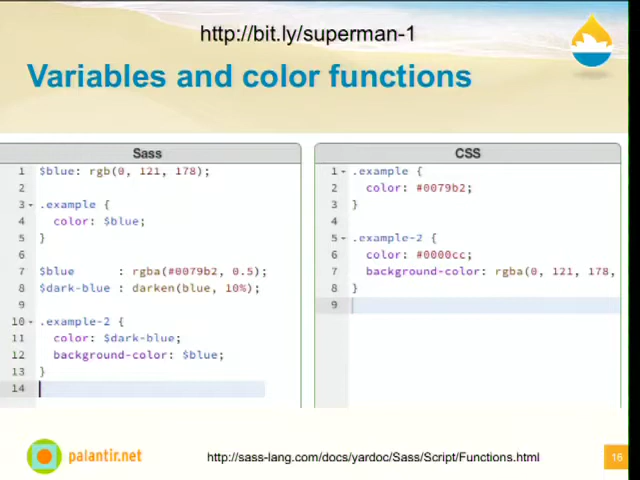 http://bit.ly/superman-1
Variables and color functions
Sass
1 $blue: rgb(0, 121, 178);
2
3 .example {
4 color: $blue;
5 }
6
7 $blue : rgba(#0079b2, 0.5);
8 $dark-blue : darken(blue, 10%);
9
10 .example-2 {
11 color: $dark-blue;
12 background-color: $blue;
13 }
14
CSS
1 .example {
2 color: #0079b2;
3 }
4
5 .example-2 {
6 color: #0000cc;
7 background-color: rgba(0, 121, 178,
8 }
9
palantir.net
http://sass-lang.com/docs/yardoc/Sass/Script/Functions.html
16